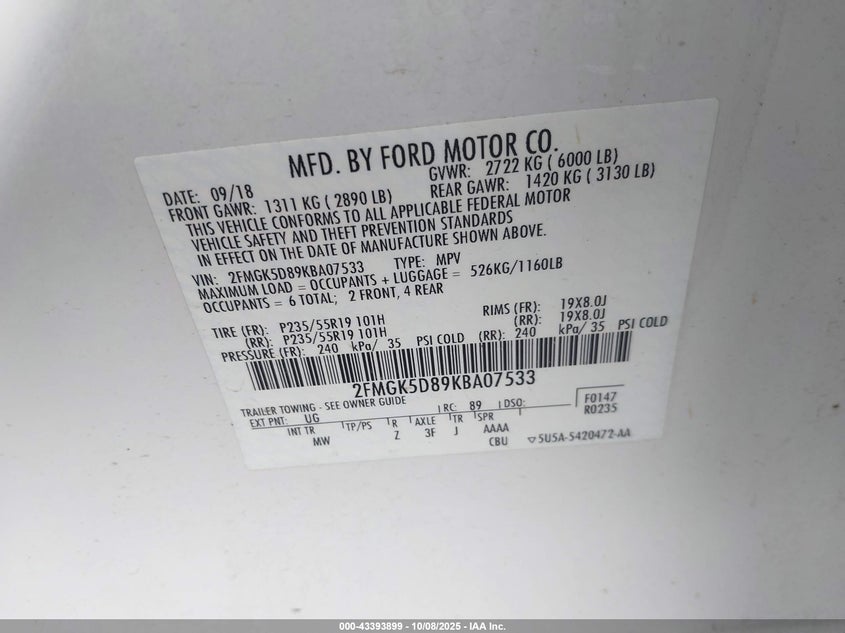 MFD. BY FORD MOTOR CO.
DATE: 09/18 GVWR: 2722 KG ( 6000 LB)
FRONT GAWR: 1311 KG ( 2890 LB) REAR GAWR: 1420 KG ( 3130 LB)
THIS VEHICLE CONFORMS TO ALL APPLICABLE FEDERAL MOTOR
VEHICLE SAFETY AND THEFT PREVENTION STANDARDS
IN EFFECT ON THE DATE OF MANUFACTURE SHOWN ABOVE.
VIN: 2FMGK5D89KBA07533 TYPE: MPV
MAXIMUM LOAD = OCCUPANTS + LUGGAGE = 526KG/1160LB
OCCUPANTS = 6 TOTAL; 2 FRONT, 4 REAR
TIRE (FR): P235/55R19 101H RIMS (FR): 19X8.0J
(RR): P235/55R19 101H (RR): 19X8.0J
PRESSURE (FR): 240 kPa/ 35 PSI COLD (RR): 240 kPa/ 35 PSI COLD
2FMGK5D89KBA07533
TRAILER TOWING - SEE OWNER GUIDE
EXT PNT: UG RC: 89 DSO: F0147
R0235
INT TR TP/PS R AXLE TR SPR
MW Z 3F J AAAA
CBU ▽5U5A-5420472-AA
000-43393899 - 10/08/2025 - IAA Inc.